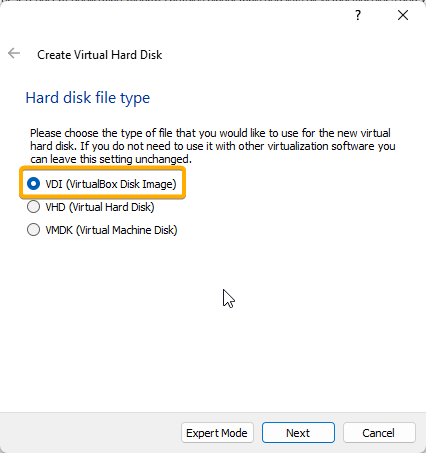 ?
Create Virtual Hard Disk
Hard disk file type
Please choose the type of file that you would like to use for the new virtual
hard disk. If you do not need to use it with other virtualization software you
can leave this setting unchanged.
VDI (VirtualBox Disk Image)
VHD (Virtual Hard Disk)
VMDK (Virtual Machine Disk)
Expert Mode Next Cancel